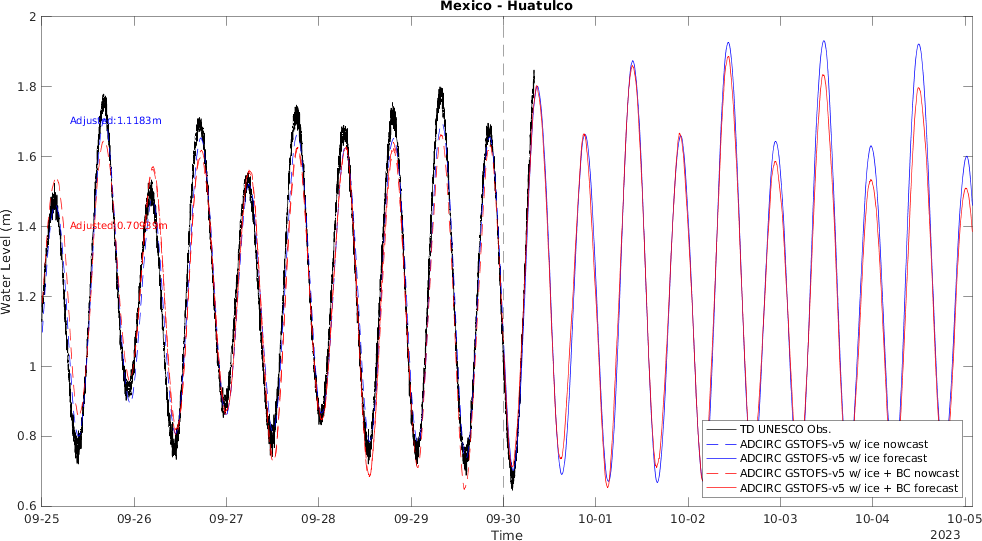 Mexico - Huatulco
2
1.8
1.6
1.4
1.2
1
0.8
0.6
Water Level (m)
Adjusted:1.1183m
Adjusted:0.70939m
TD UNESCO Obs.
ADCIRC GSTOFS-v5 w/ ice nowcast
ADCIRC GSTOFS-v5 w/ ice forecast
ADCIRC GSTOFS-v5 w/ ice + BC nowcast
ADCIRC GSTOFS-v5 w/ ice + BC forecast
09-25 09-26 09-27 09-28 09-29 09-30 10-01 10-02 10-03 10-04 10-05
Time
2023